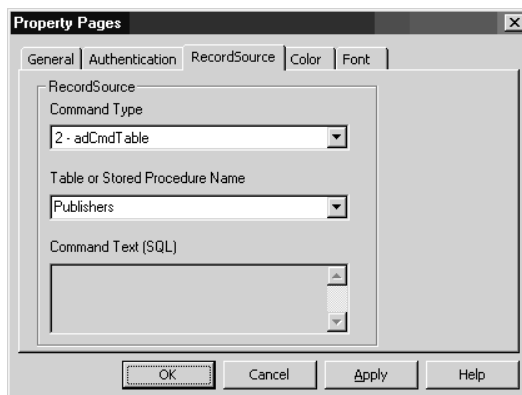 Property Pages
General Authentication RecordSource Color Font
RecordSource
Command Type
2 - adCmdTable
Table or Stored Procedure Name
Publishers
Command Text (SQL)
OK Cancel Apply Help